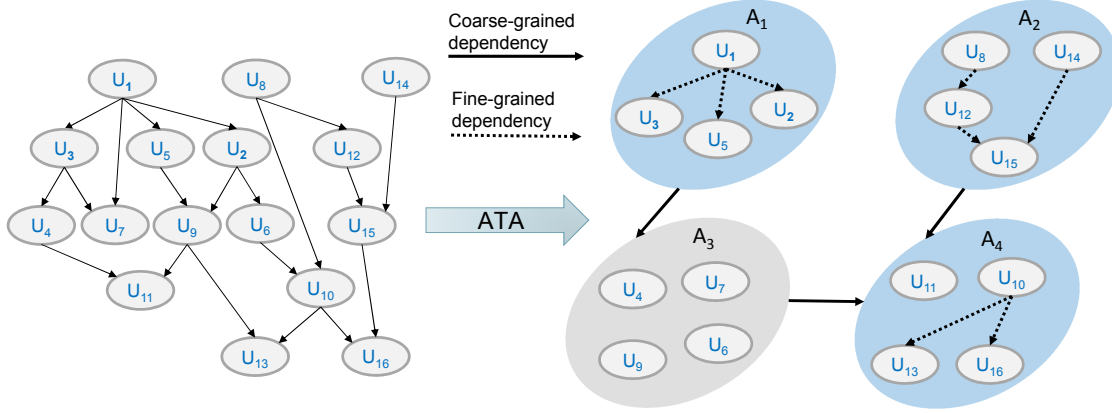 Coarse-grained
dependency
Fine-grained
dependency
U1
U8
U14
U3
U5
U2
U12
U4
U7
U9
U6
U15
U11
U10
U13
U16
ATA
A1
U1
U3
U5
U2
A2
U8
U14
U12
U15
A3
U4
U7
U9
U6
A4
U11
U10
U13
U16